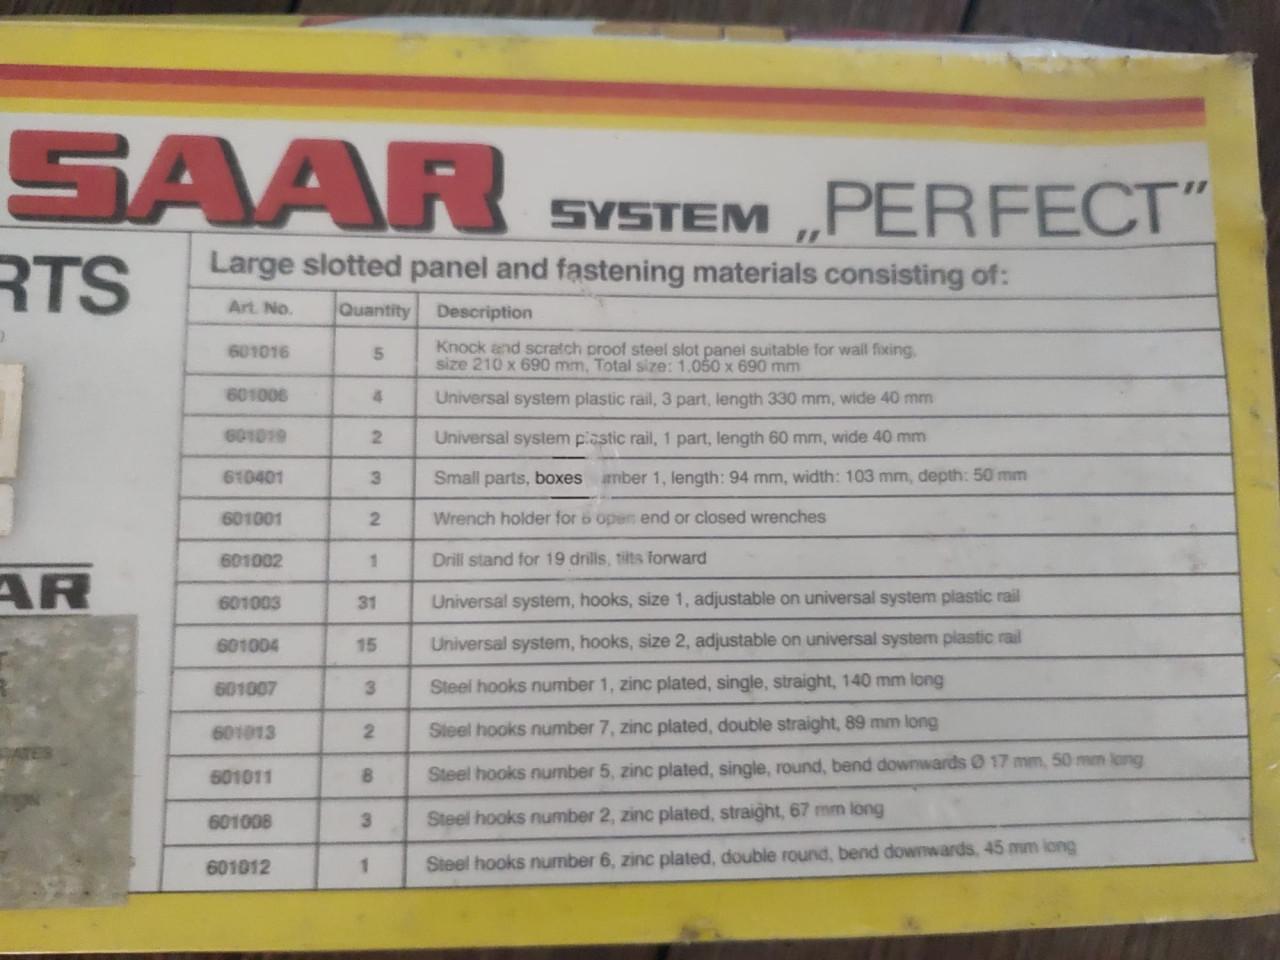 SAAR SYSTEM „PERFECT”
RTS
Large slotted panel and fastening materials consisting of:
Art. No. Quantity Description
601016 5 Knock and scratch proof steel slot panel suitable for wall fixing,
size 210 x 690 mm, Total size: 1.050 x 690 mm
601006 4 Universal system plastic rail, 3 part, length 330 mm, wide 40 mm
601019 2 Universal system plastic rail, 1 part, length 60 mm, wide 40 mm
610401 3 Small parts, boxes mber 1, length: 94 mm, width: 103 mm, depth: 50 mm
601001 2 Wrench holder for 6 open end or closed wrenches
601002 1 Drill stand for 19 drills, tilts forward
AR
601003 31 Universal system, hooks, size 1, adjustable on universal system plastic rail
601004 15 Universal system, hooks, size 2, adjustable on universal system plastic rail
601007 3 Steel hooks number 1, zinc plated, single, straight, 140 mm long
601013 2 Steel hooks number 7, zinc plated, double straight, 89 mm long
601011 8 Steel hooks number 5, zinc plated, single, round, bend downwards Ø 17 mm, 50 mm long
601008 3 Steel hooks number 2, zinc plated, straight, 67 mm long
601012 1 Steel hooks number 6, zinc plated, double round, bend downwards, 45 mm long